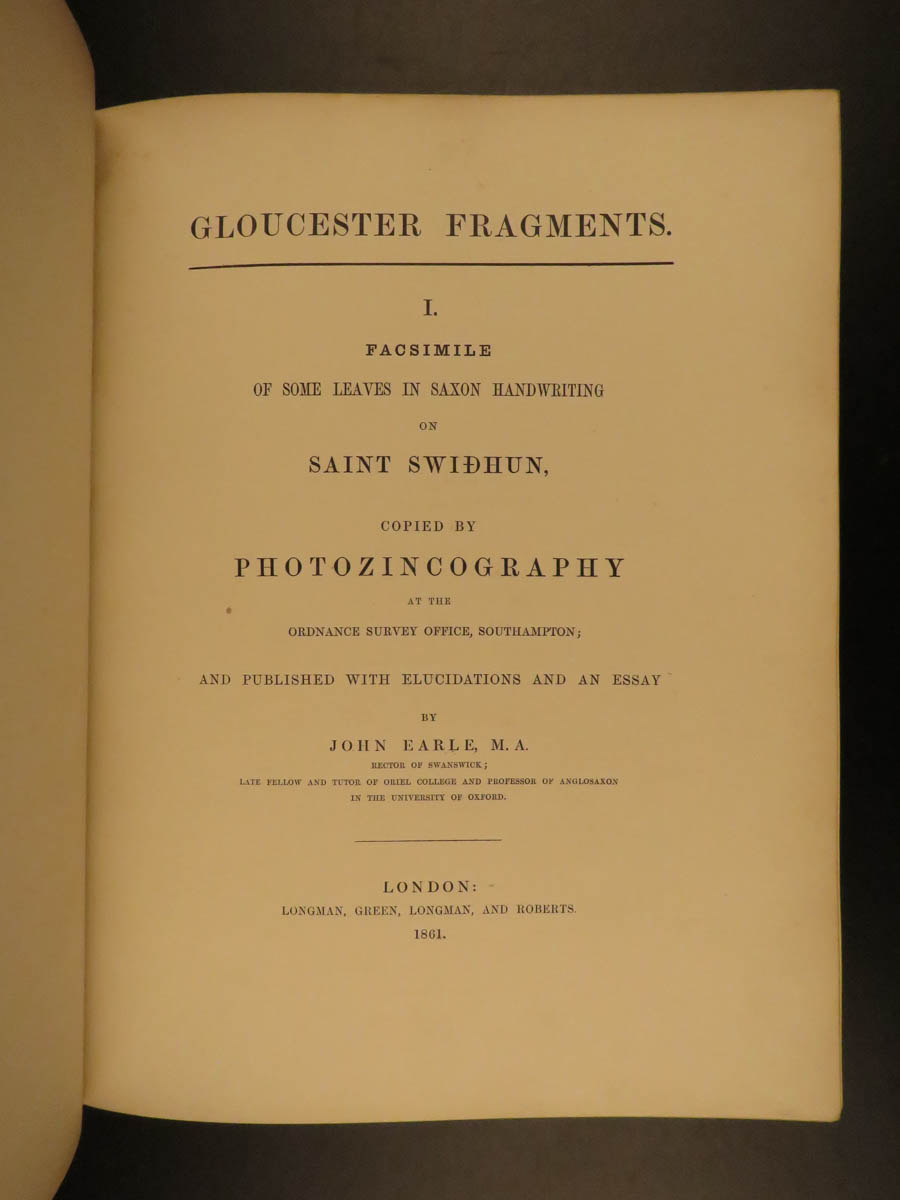 GLOUCESTER FRAGMENTS.
I.
FACSIMILE
OF SOME LEAVES IN SAXON HANDWRITING
ON
SAINT SWIÐHUN,
COPIED BY
PHOTOZINCOGRAPHY
AT THE
ORDNANCE SURVEY OFFICE, SOUTHAMPTON;
AND PUBLISHED WITH ELUCIDATIONS AND AN ESSAY
BY
JOHN EARLE, M. A.
RECTOR OF SWANSWICK;
LATE FELLOW AND TUTOR OF ORIEL COLLEGE AND PROFESSOR OF ANGLOSAXON
IN THE UNIVERSITY OF OXFORD.
LONDON:
LONGMAN, GREEN, LONGMAN, AND ROBERTS.
1861.